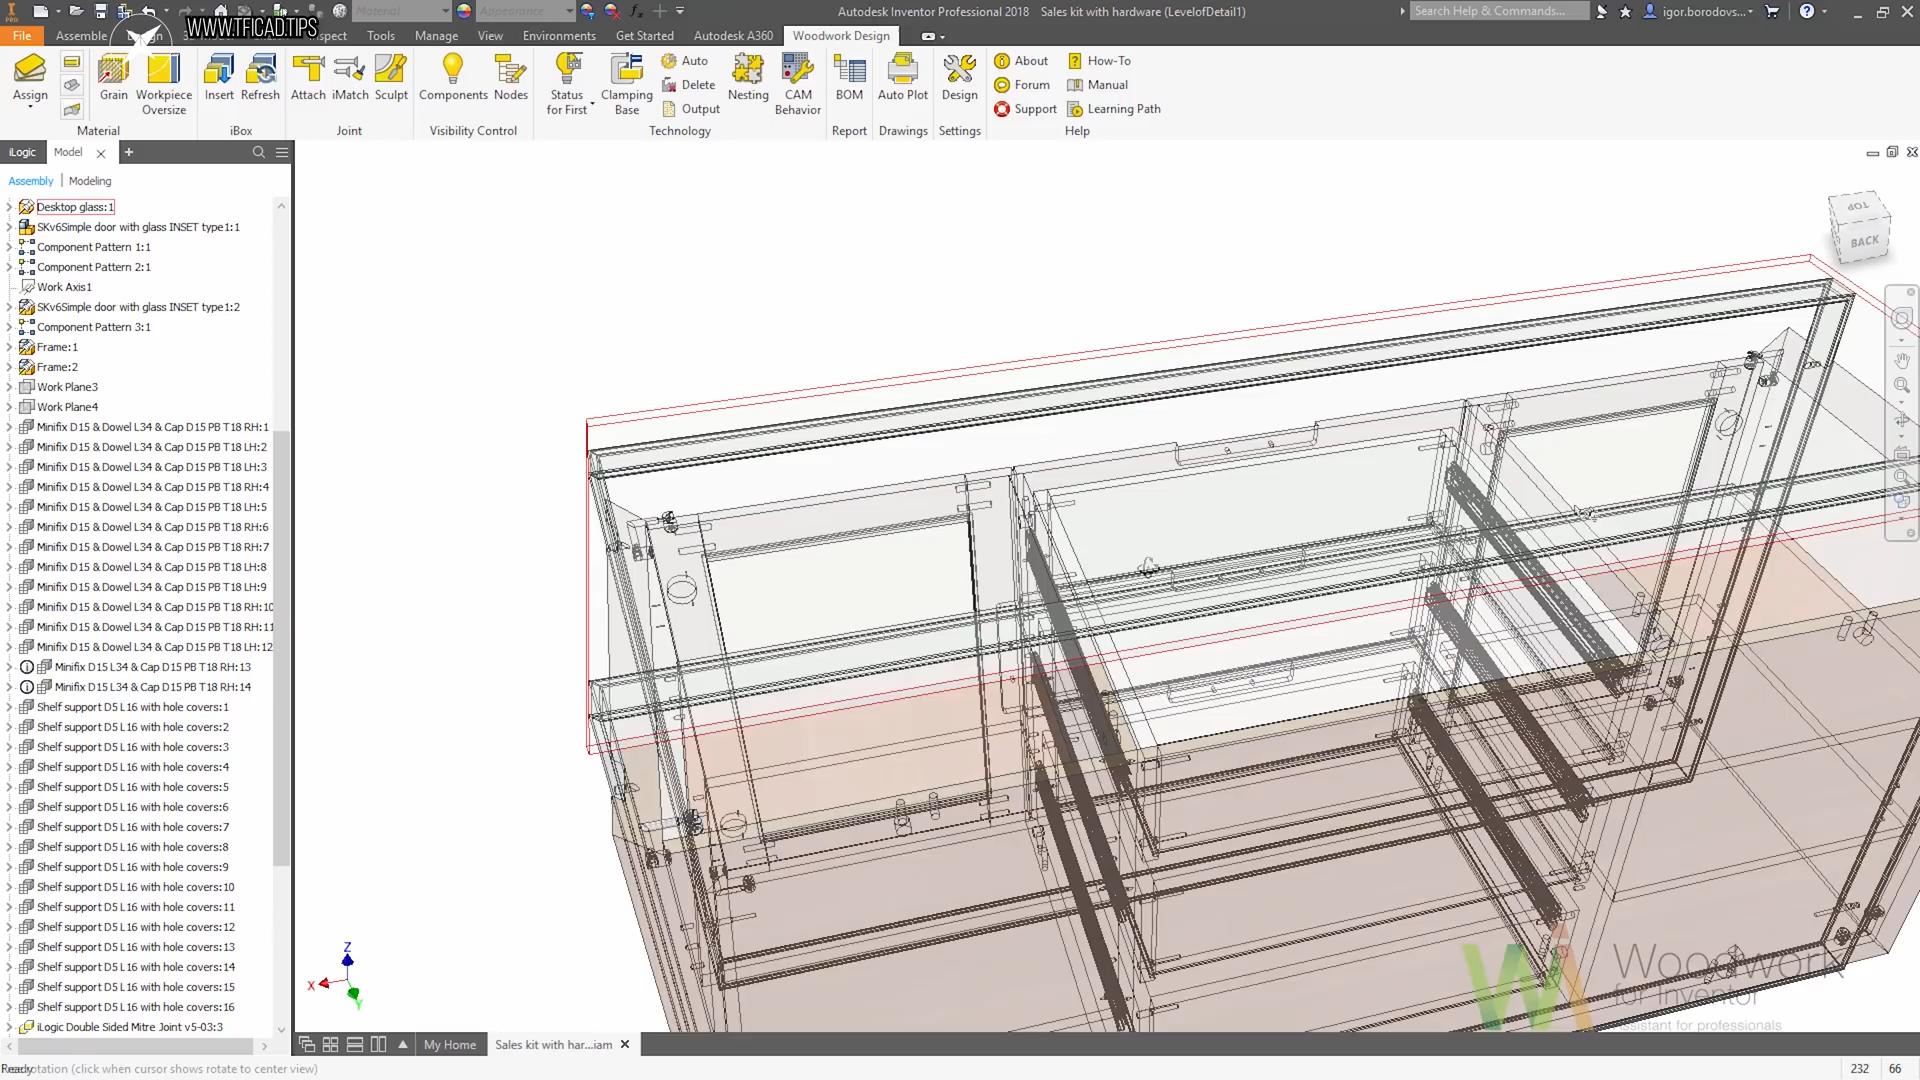 WWW.TFICAD.TIPS
Material
Appearance
Autodesk Inventor Professional 2018 Sales kit with hardware (LevelofDetail1)
Search Help & Commands...
igor.borodovs...
File
Assemble
Inspect
Tools
Manage
View
Environments
Get Started
Autodesk A360
Woodwork Design
Assign
Grain
Workpiece
Oversize
Insert
Refresh
Attach
iMatch
Sculpt
Components
Nodes
Status
for First
Clamping
Base
Auto
Delete
Output
Nesting
CAM
Behavior
BOM
Auto Plot
Design
About
Forum
Support
How-To
Manual
Learning Path
Material
iBox
Joint
Visibility Control
Technology
Report
Drawings
Settings
Help
iLogic
Model
Assembly | Modeling
Desktop glass:1
SKv6Simple door with glass INSET type1:1
Component Pattern 1:1
Component Pattern 2:1
Work Axis1
SKv6Simple door with glass INSET type1:2
Component Pattern 3:1
Frame:1
Frame:2
Work Plane3
Work Plane4
Minifix D15 & Dowel L34 & Cap D15 PB T18 RH:1
Minifix D15 & Dowel L34 & Cap D15 PB T18 LH:2
Minifix D15 & Dowel L34 & Cap D15 PB T18 LH:3
Minifix D15 & Dowel L34 & Cap D15 PB T18 RH:4
Minifix D15 & Dowel L34 & Cap D15 PB T18 LH:5
Minifix D15 & Dowel L34 & Cap D15 PB T18 RH:6
Minifix D15 & Dowel L34 & Cap D15 PB T18 RH:7
Minifix D15 & Dowel L34 & Cap D15 PB T18 LH:8
Minifix D15 & Dowel L34 & Cap D15 PB T18 LH:9
Minifix D15 & Dowel L34 & Cap D15 PB T18 RH:10
Minifix D15 & Dowel L34 & Cap D15 PB T18 RH:11
Minifix D15 & Dowel L34 & Cap D15 PB T18 LH:12
Minifix D15 L34 & Cap D15 PB T18 RH:13
Minifix D15 L34 & Cap D15 PB T18 RH:14
Shelf support D5 L16 with hole covers:1
Shelf support D5 L16 with hole covers:2
Shelf support D5 L16 with hole covers:3
Shelf support D5 L16 with hole covers:4
Shelf support D5 L16 with hole covers:5
Shelf support D5 L16 with hole covers:6
Shelf support D5 L16 with hole covers:7
Shelf support D5 L16 with hole covers:8
Shelf support D5 L16 with hole covers:9
Shelf support D5 L16 with hole covers:10
Shelf support D5 L16 with hole covers:11
Shelf support D5 L16 with hole covers:12
Shelf support D5 L16 with hole covers:13
Shelf support D5 L16 with hole covers:14
Shelf support D5 L16 with hole covers:15
Shelf support D5 L16 with hole covers:16
iLogic Double Sided Mitre Joint v5-03:3
TOP
BACK
Z
X
Y
Woodwork
for Inventor
Assistant for professionals
My Home
Sales kit with har...iam
Ready
rotation (click when cursor shows rotate to center view)
232
66